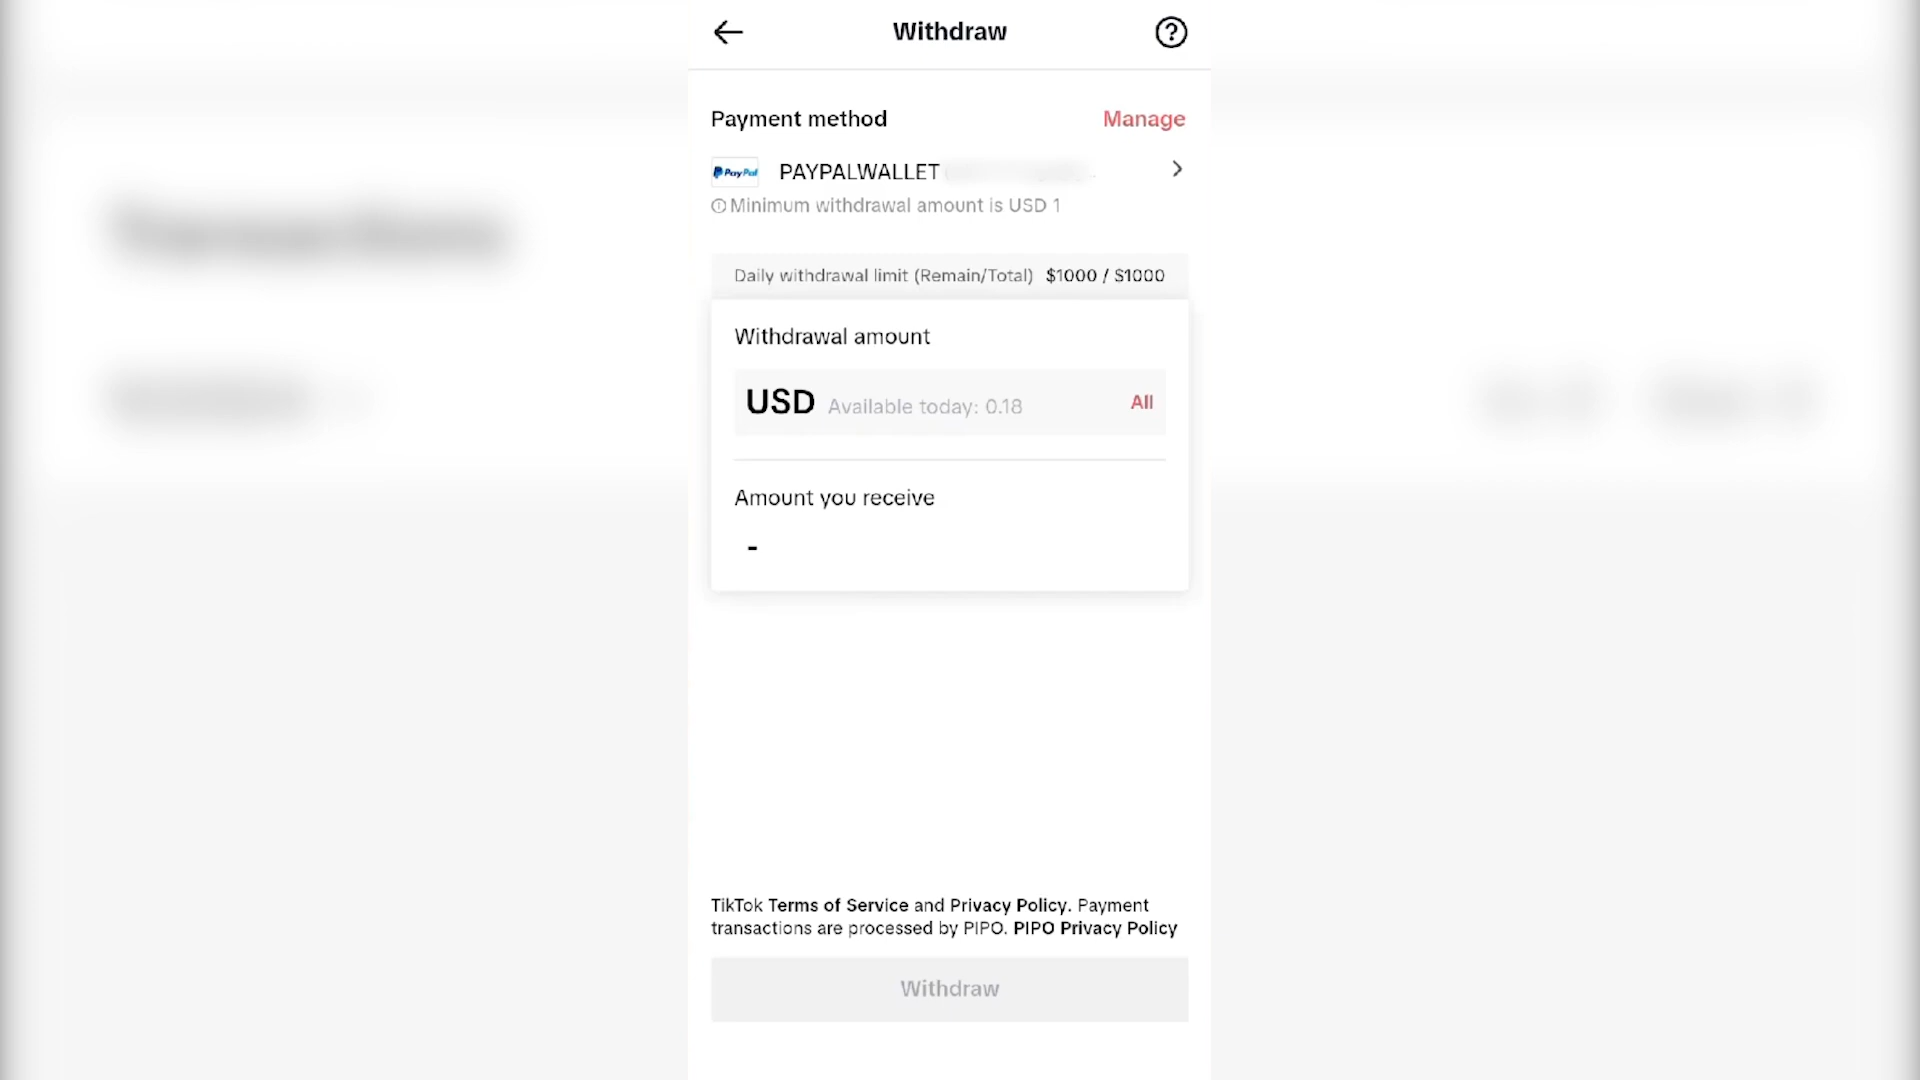 Withdraw
Payment method
Manage
PayPal PAYPALWALLET
Minimum withdrawal amount is USD 1
Daily withdrawal limit (Remain/Total) $1000 / $1000
Withdrawal amount
USD Available today: 0.18 All
Amount you receive
-
TikTok Terms of Service and Privacy Policy. Payment
transactions are processed by PIPO. PIPO Privacy Policy
Withdraw